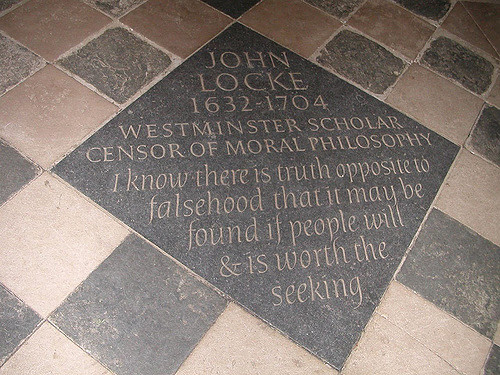 JOHN
LOCKE
1632-1704
WESTMINSTER SCHOLAR
CENSOR OF MORAL PHILOSOPHY
I know there is truth opposite to
falsehood that it may be
found if people will
& is worth the
seeking